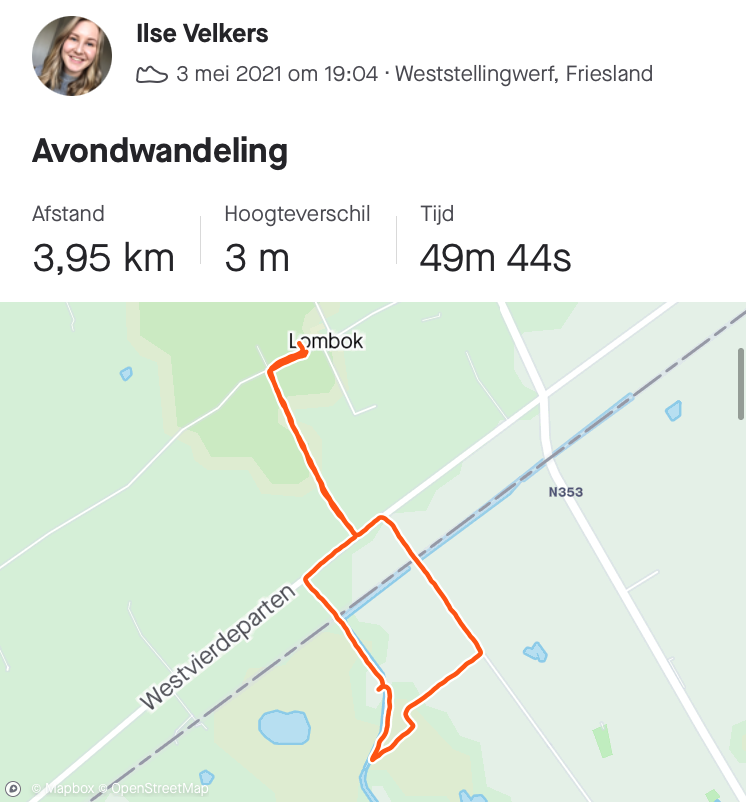 Ilse Velkers
3 mei 2021 om 19:04 · Weststellingwerf, Friesland
Avondwandeling
Afstand Hoogteverschil Tijd
3,95 km 3 m 49m 44s
Lombok
N353
Westvierdeparten
© Mapbox © OpenStreetMap